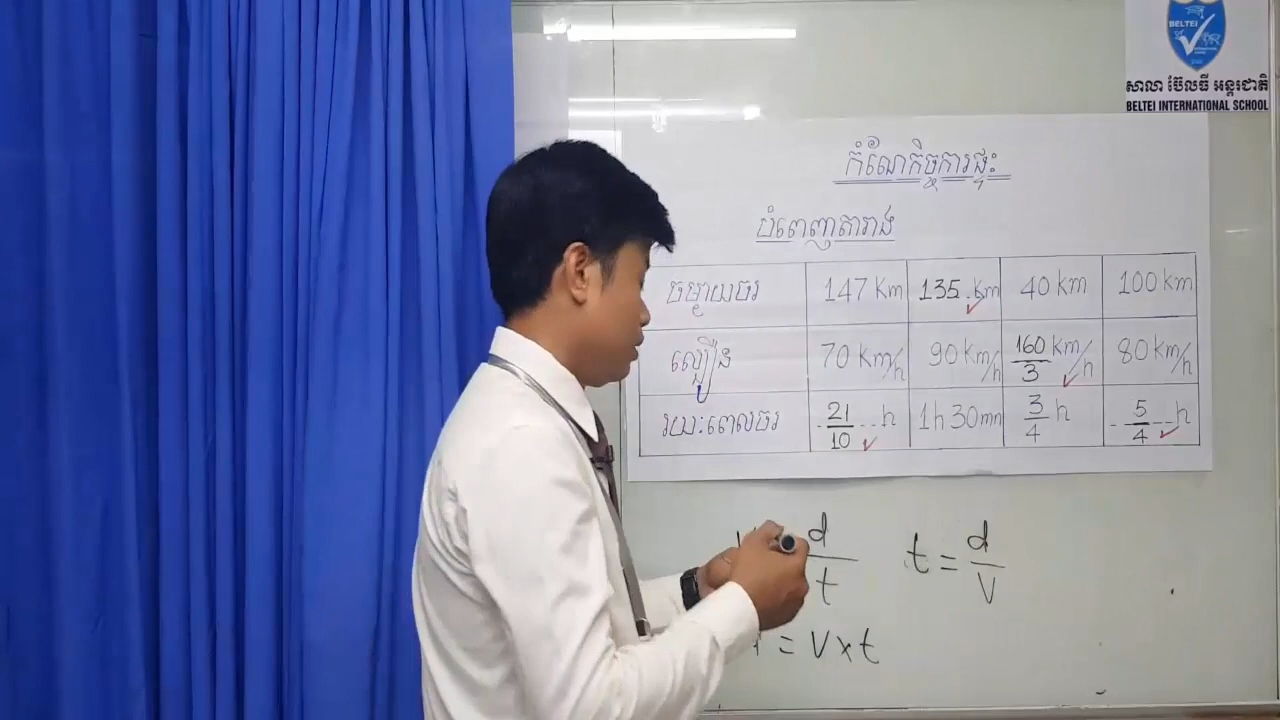 BELTEI
សាលា ប៊ែលធី អន្តរជាតិ
BELTEI INTERNATIONAL SCHOOL
កំណែកិច្ចការផ្ទះ
បំពេញតារាង
ចម្ងាយចរ 147 Km 135 km 40 km 100 km
ល្បឿន 70 km/h 90 km/h 160/3 km/h 80 km/h
រយៈពេលចរ 21/10 h 1h 30mn 3/4 h 5/4 h
d/t t = d/V
= V x t